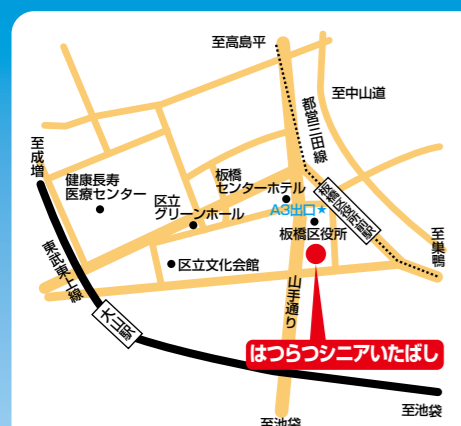 至高島平
都営三田線
至中山道
至成増
健康長寿
医療センター
区立
グリーンホール
板橋
センターホテル
A3出口★
板橋区役所前駅
板橋区役所
至巣鴨
東武東上線
区立文化会館
山手通り
大山駅
はつらつシニアいたばし
至池袋
至池袋